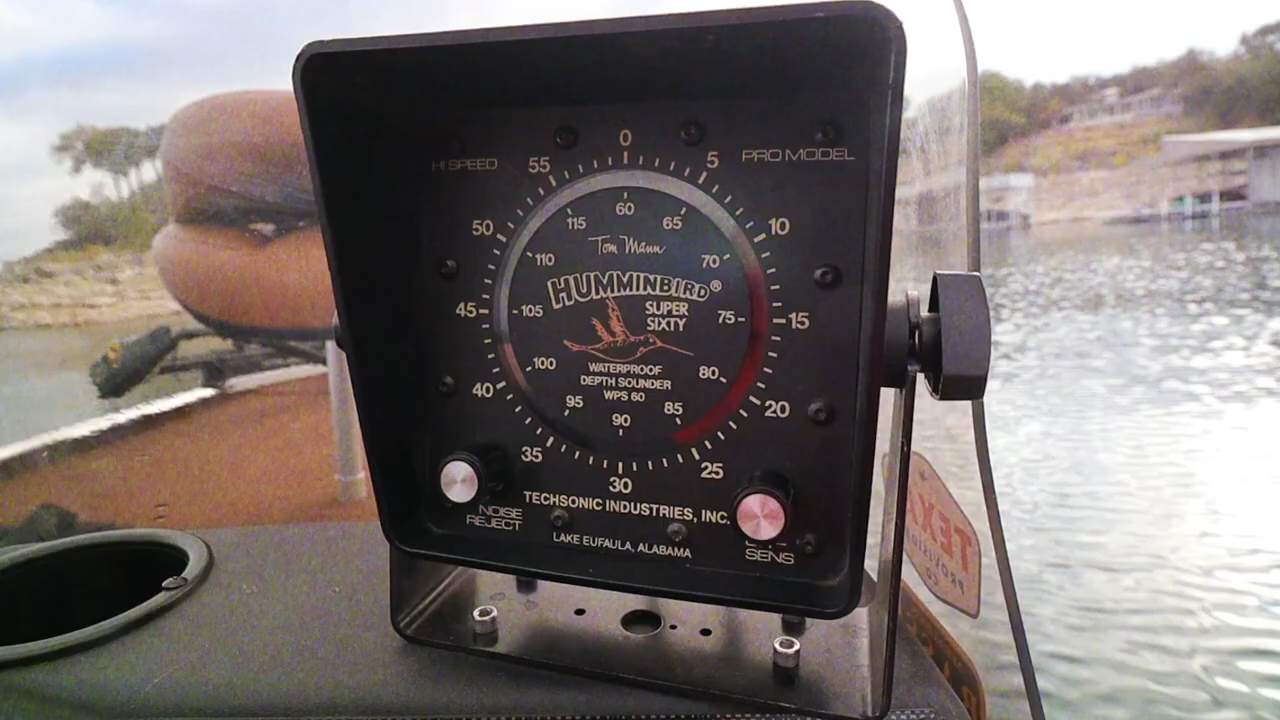 HI SPEED
PRO MODEL
0
5
10
15
20
25
30
35
40
45
50
55
60
65
70
75
80
85
90
95
100
105
110
115
Tom Mann
HUMMINBIRD®
SUPER
SIXTY
WATERPROOF
DEPTH SOUNDER
WPS 60
TECHSONIC INDUSTRIES, INC.
LAKE EUFAULA, ALABAMA
NOISE
REJECT
SENS
PROVISION
CO